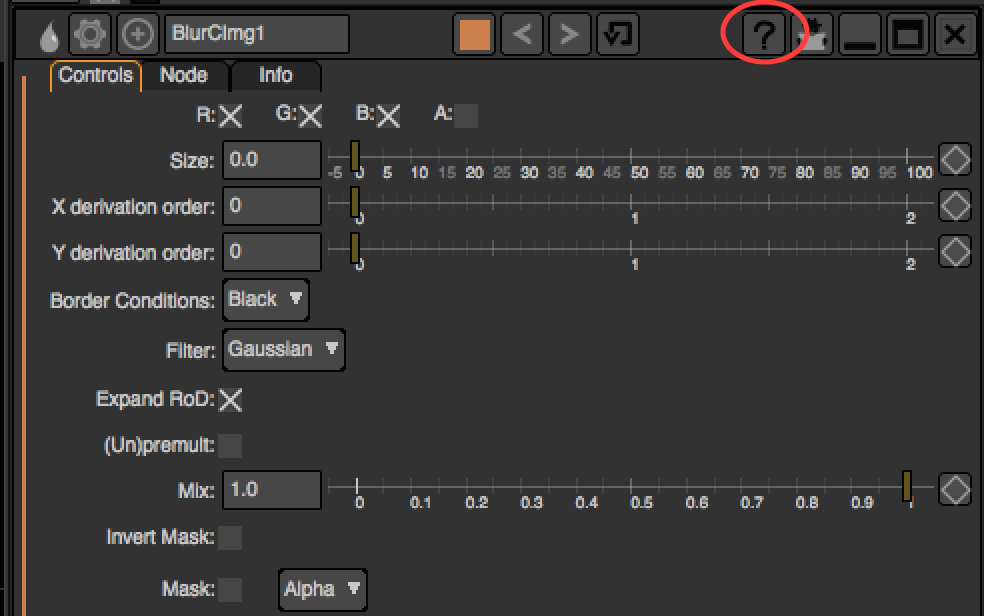 BlurCImg1
Controls Node Info
R: G: B: A:
Size: 0.0 -5 0 5 10 15 20 25 30 35 40 45 50 55 60 65 70 75 80 85 90 95 100
X derivation order: 0 0 1 2
Y derivation order: 0 0 1 2
Border Conditions: Black
Filter: Gaussian
Expand RoD:
(Un)premult:
Mix: 1.0 0 0.1 0.2 0.3 0.4 0.5 0.6 0.7 0.8 0.9 1
Invert Mask:
Mask: Alpha